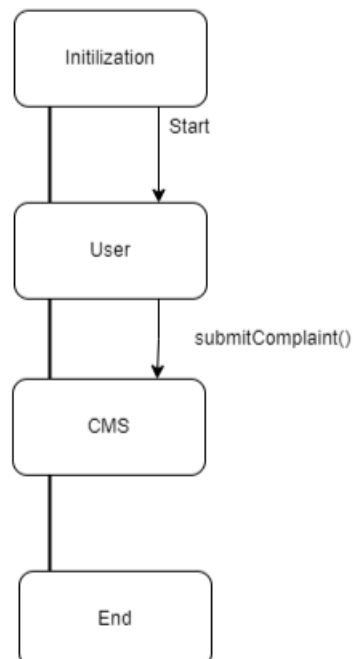 Initilization
Start
User
submitComplaint()
CMS
End